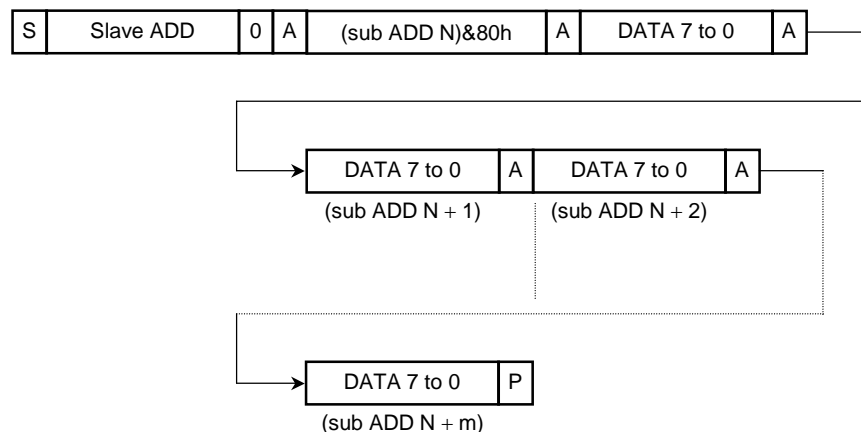 S Slave ADD 0 A (sub ADD N)&80h A DATA 7 to 0 A
DATA 7 to 0 A DATA 7 to 0 A
(sub ADD N + 1) (sub ADD N + 2)
DATA 7 to 0 P
(sub ADD N + m)